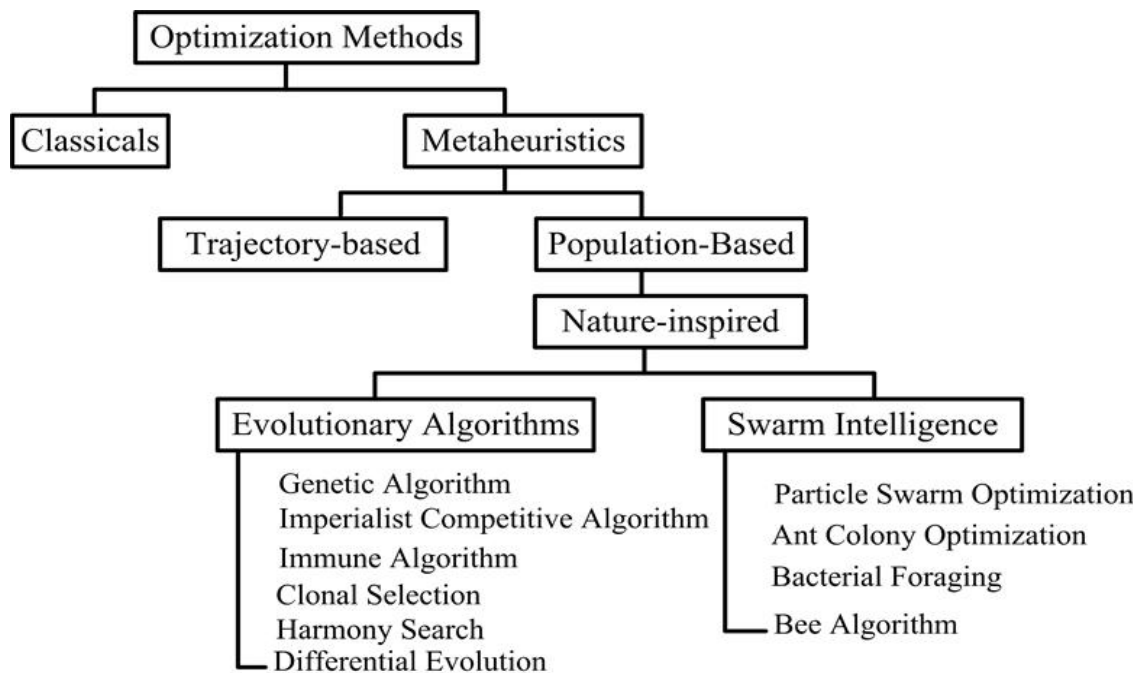 Optimization Methods
Classicals
Metaheuristics
Trajectory-based
Population-Based
Nature-inspired
Evolutionary Algorithms
Genetic Algorithm
Imperialist Competitive Algorithm
Immune Algorithm
Clonal Selection
Harmony Search
Differential Evolution
Swarm Intelligence
Particle Swarm Optimization
Ant Colony Optimization
Bacterial Foraging
Bee Algorithm